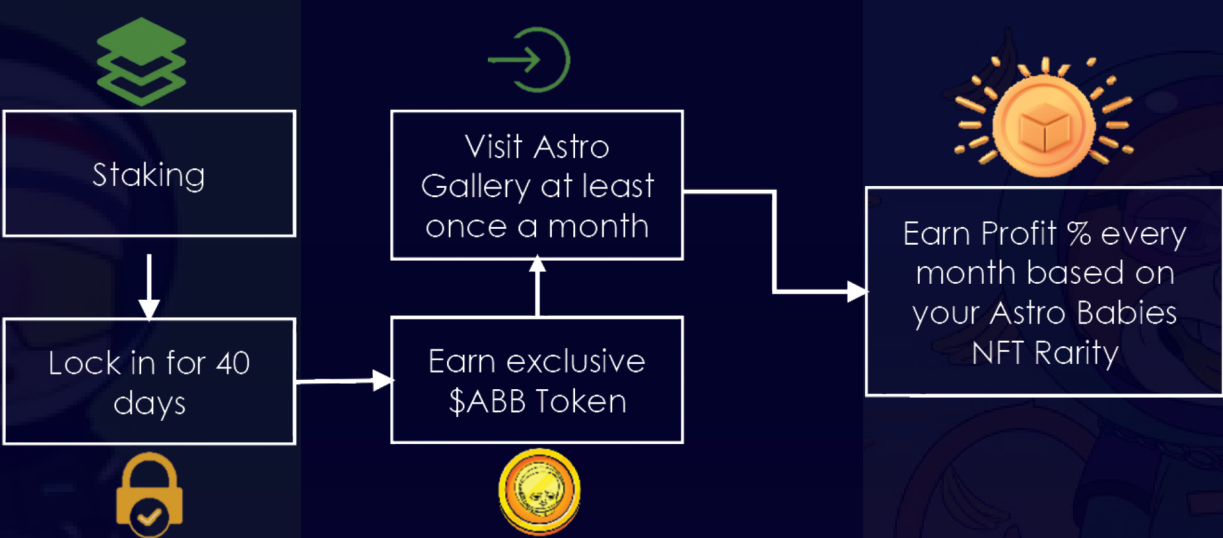 Staking
Lock in for 40
days
Earn exclusive
$ABB Token
Visit Astro
Gallery at least
once a month
Earn Profit % every
month based on
your Astro Babies
NFT Rarity